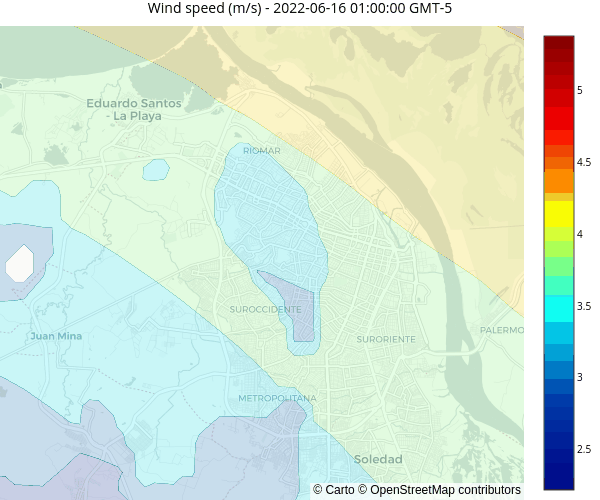 Wind speed (m/s) - 2022-06-16 01:00:00 GMT-5
Eduardo Santos
- La Playa
RIOMAR
SUROCCIDENTE
SURORIENTE
PALERMO
Juan Mina
METROPOLITANA
Soledad
© Carto © OpenStreetMap contributors
5
4.5
4
3.5
3
2.5